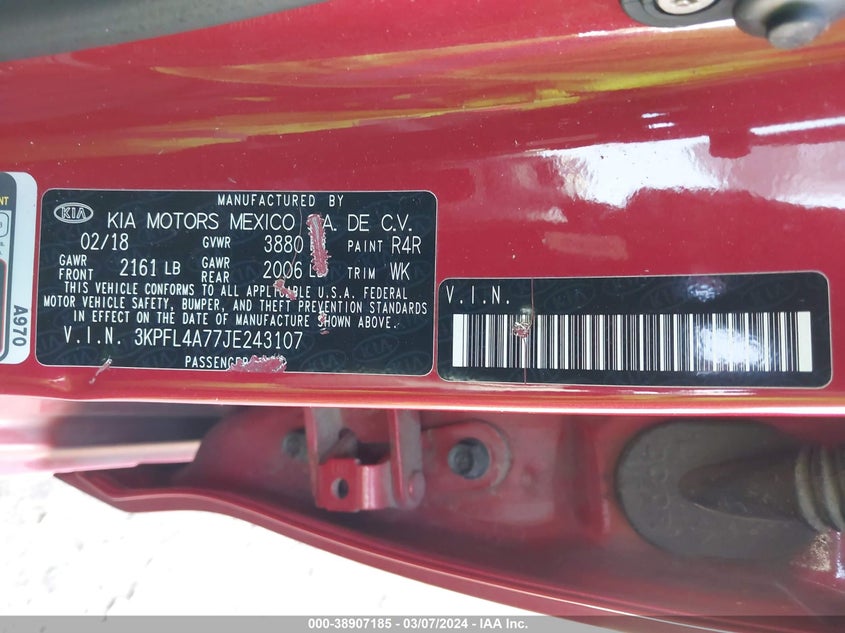 MANUFACTURED BY
KIA KIA MOTORS MEXICO DE C.V.
02/18 GVWR 3880 PAINT R4R
GAWR FRONT 2161 LB GAWR REAR 2006 LB TRIM WK
THIS VEHICLE CONFORMS TO ALL APPLICABLE U.S.A. FEDERAL
MOTOR VEHICLE SAFETY, BUMPER, AND THEFT PREVENTION STANDARDS
IN EFFECT ON THE DATE OF MANUFACTURE SHOWN ABOVE.
V.I.N. 3KPFL4A77JE243107
A970
V.I.N.
000-38907185 - 03/07/2024 - IAA Inc.